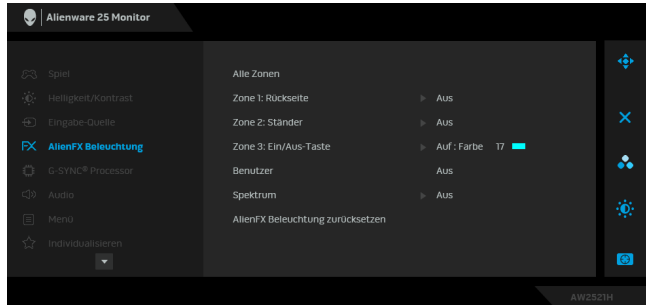 Alienware 25 Monitor
Spiel
Alle Zonen
Helligkeit/Kontrast
Zone 1: Rückseite Aus
Eingabe-Quelle
Zone 2: Ständer Aus
FX AlienFX Beleuchtung
Zone 3: Ein/Aus-Taste Auf : Farbe 17
G-SYNC® Processor
Benutzer Aus
Audio
Spektrum Aus
Menü
AlienFX Beleuchtung zurücksetzen
Individualisieren
AW2521H